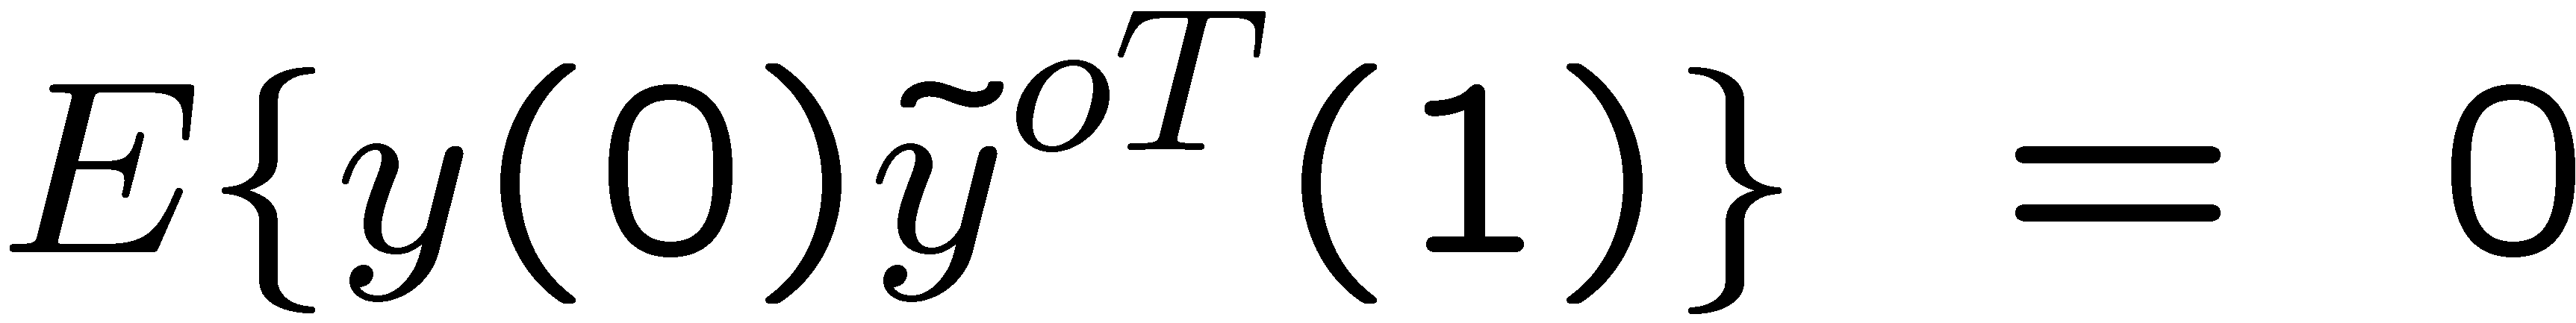 E{y(0)ỹ^{oT}(1)} = 0